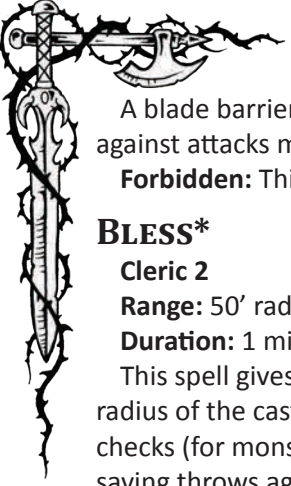 A blade barrier
against attacks m
Forbidden: Thi
BLESS*
Cleric 2
Range: 50’ rad
Duration: 1 mi
This spell gives
radius of the cast
checks (for mons
saving throws ag